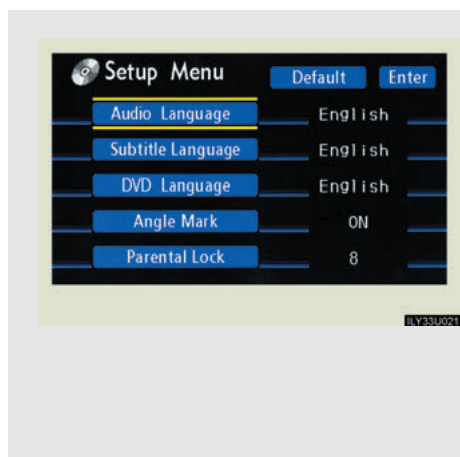 Setup Menu Default Enter
Audio Language English
Subtitle Language English
DVD Language English
Angle Mark ON
Parental Lock 8
ILY33U021